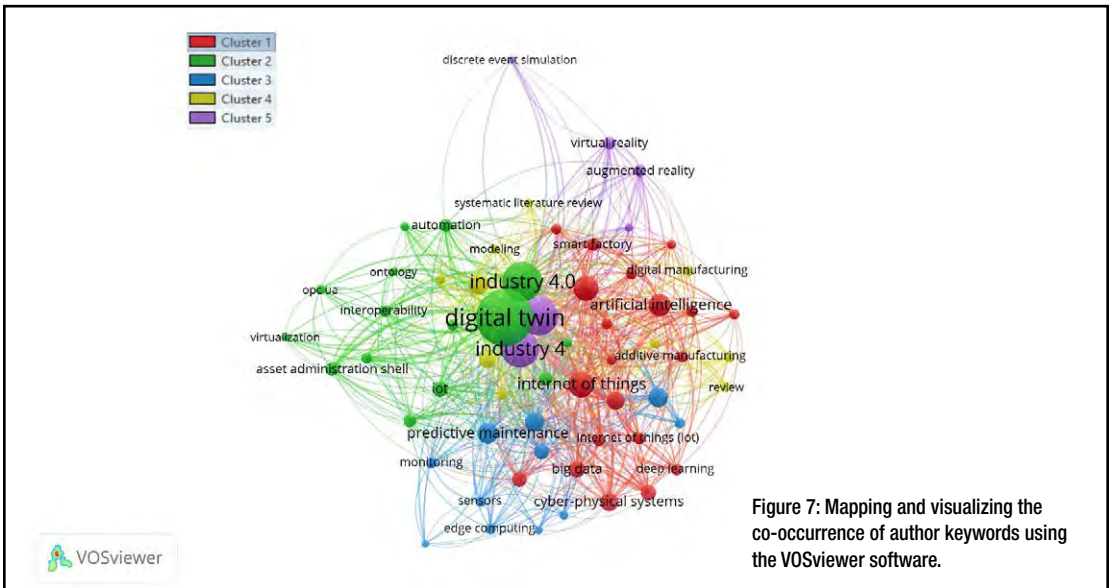 Cluster 1
Cluster 2
Cluster 3
Cluster 4
Cluster 5
discrete event simulation
virtual reality
augmented reality
systematic literature review
automation
modeling
smart factory
ontology
digital manufacturing
industry 4.0
opc ua
artificial intelligence
interoperability
digital twin
virtualization
industry 4
additive manufacturing
asset administration shell
internet of things
iot
review
predictive maintenance
internet of things (iot)
monitoring
big data
deep learning
sensors
cyber-physical systems
edge computing
Figure 7: Mapping and visualizing the
co-occurrence of author keywords using
the VOSviewer software.
VOSviewer